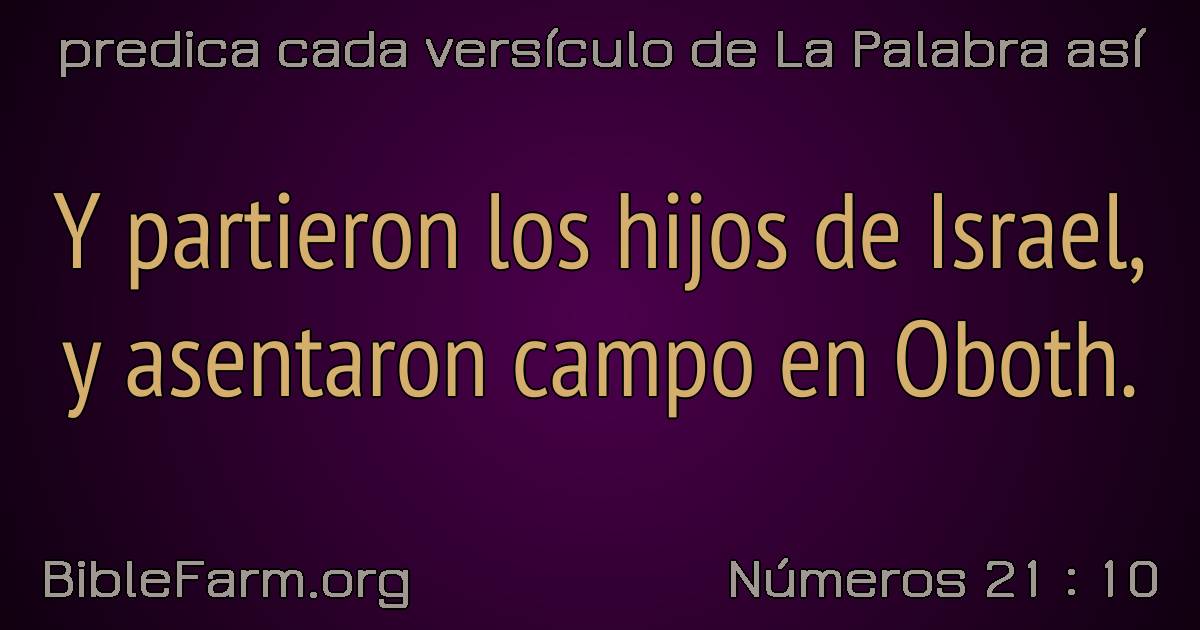 predica cada versículo de La Palabra así
Y partieron los hijos de Israel,
y asentaron campo en Oboth.
BibleFarm.org
Números 21 : 10